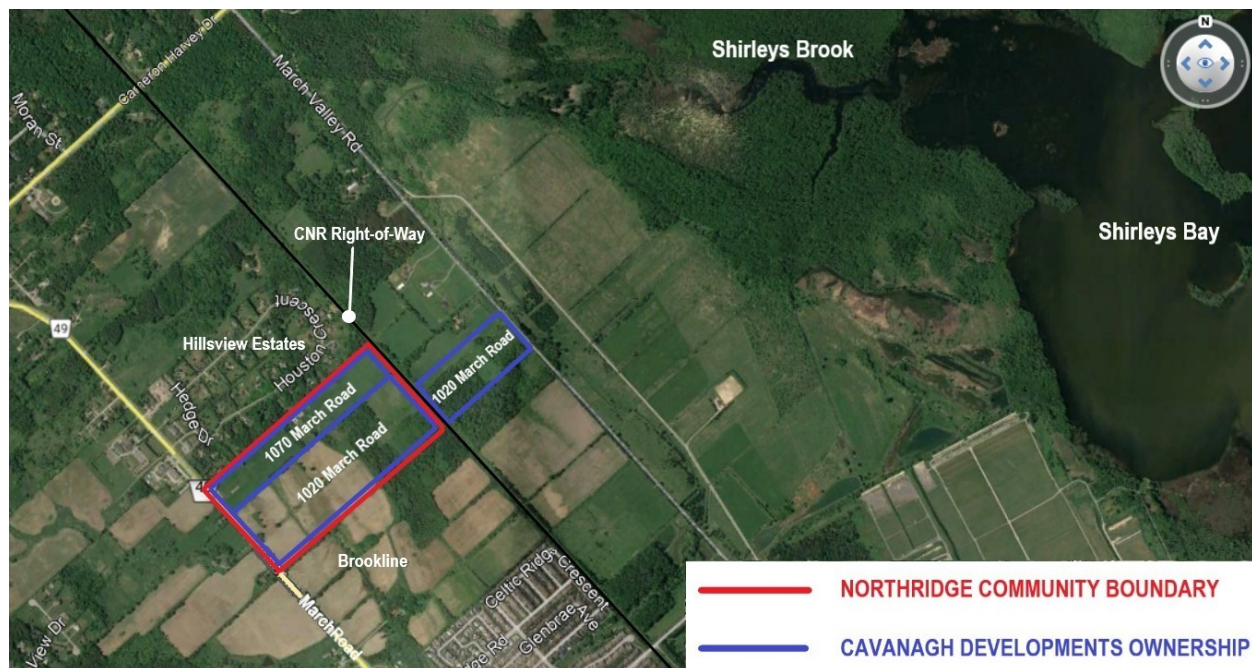 Cameron Harvey Dr
March Valley Rd
Shirleys Brook
N
Moran St
CNR Right-of-Way
Shirleys Bay
49
Hillsview Estates
Houston Crescent
Hedge Dr
1020 March Road
1070 March Road
1020 March Road
Brookline
Celtic Ridge Crescent
Glenbrae Ave
March Road
View Dr
NORTHRIDGE COMMUNITY BOUNDARY
CAVANAGH DEVELOPMENTS OWNERSHIP